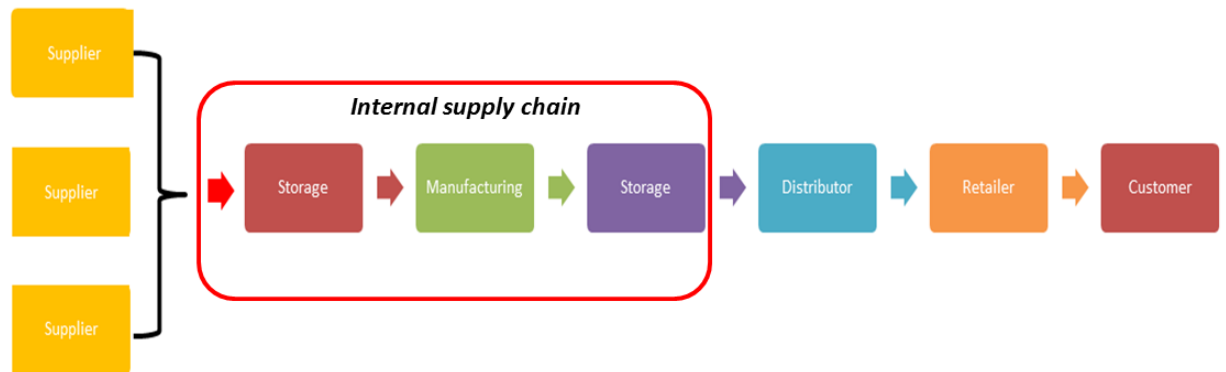 Supplier
Supplier
Supplier
Internal supply chain
Storage
Manufacturing
Storage
Distributor
Retailer
Customer